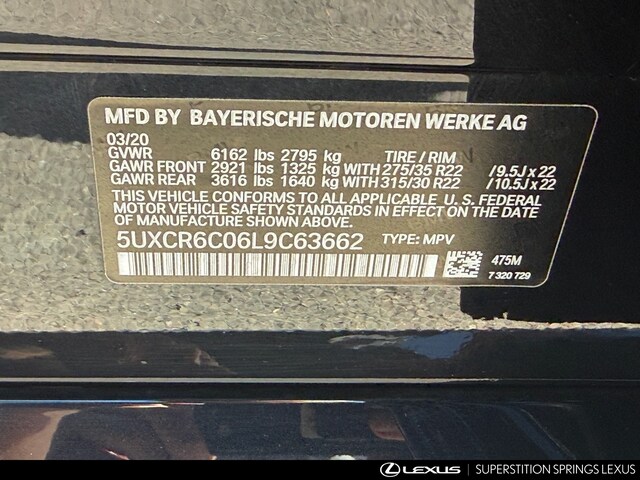 MFD BY BAYERISCHE MOTOREN WERKE AG
03/20
GVWR 6162 lbs 2795 kg TIRE / RIM
GAWR FRONT 2921 lbs 1325 kg WITH 275/35 R22 / 9.5J x 22
GAWR REAR 3616 lbs 1640 kg WITH 315/30 R22 / 10.5J x 22
THIS VEHICLE CONFORMS TO ALL APPLICABLE U. S. FEDERAL
MOTOR VEHICLE SAFETY STANDARDS IN EFFECT ON THE DATE
OF MANUFACTURE SHOWN ABOVE.
5UXCR6C06L9C63662 TYPE: MPV
475M
7 320 729
LEXUS | SUPERSTITION SPRINGS LEXUS